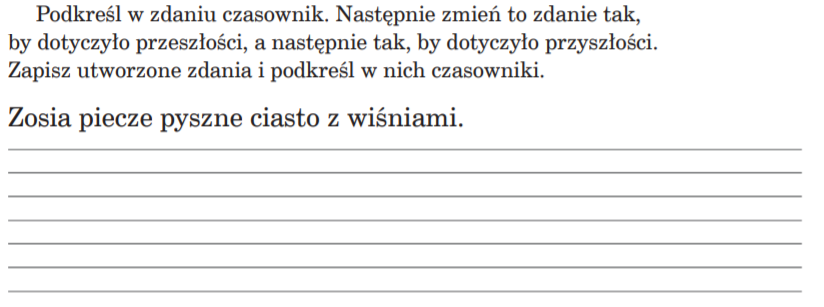 Podkreśl w zdaniu czasownik. Następnie zmień to zdanie tak,
by dotyczyło przeszłości, a następnie tak, by dotyczyło przyszłości.
Zapisz utworzone zdania i podkreśl w nich czasowniki.
Zosia piecze pyszne ciasto z wiśniami.